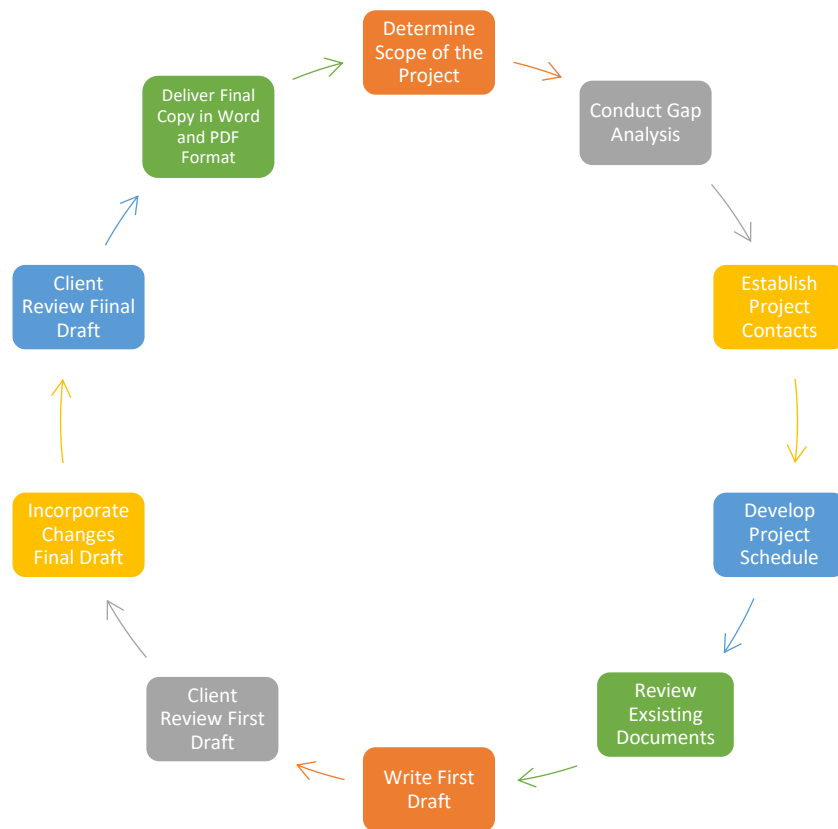 Determine
Scope of the
Project
Conduct Gap
Analysis
Establish
Project
Contacts
Develop
Project
Schedule
Review
Exsisting
Documents
Write First
Draft
Client
Review First
Draft
Incorporate
Changes
Final Draft
Client
Review Fiinal
Draft
Deliver Final
Copy in Word
and PDF
Format